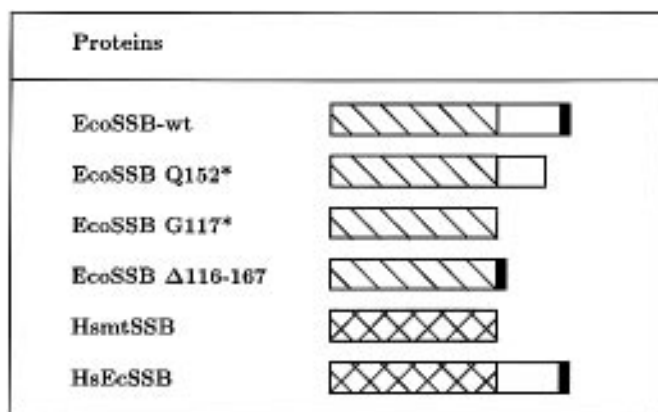 Proteins
EcoSSB-wt
EcoSSB Q152*
EcoSSB G117*
EcoSSB Δ116-167
HsmtSSB
HsEcSSB